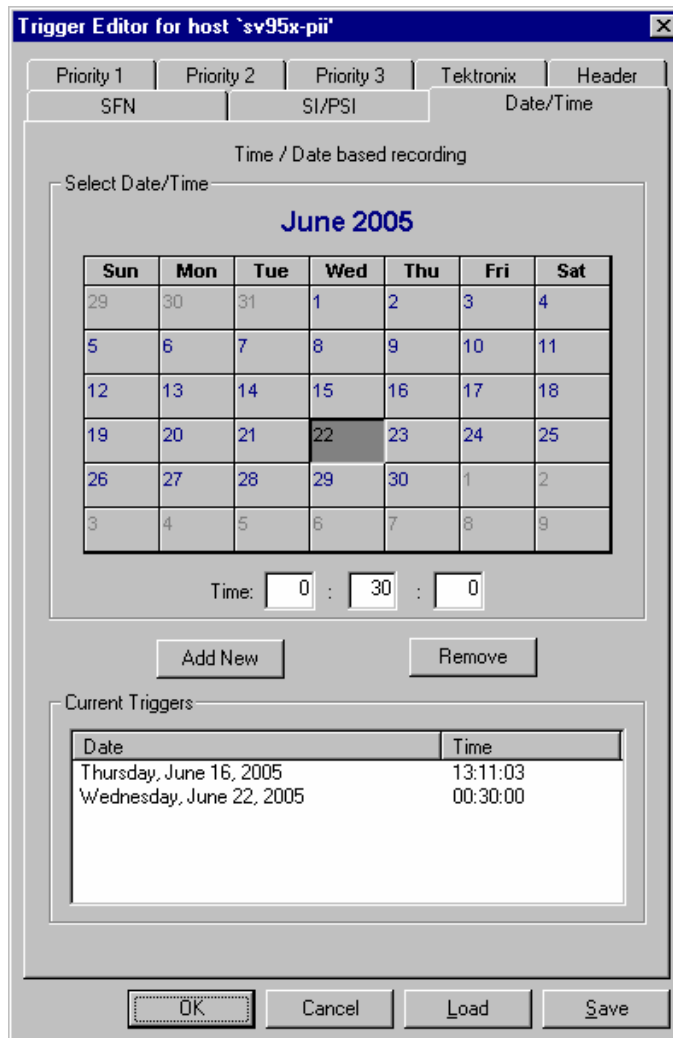 Trigger Editor for host `sv95x-pii'
Priority 1 Priority 2 Priority 3 Tektronix Header
SFN SI/PSI Date/Time
Time / Date based recording
Select Date/Time
June 2005
Sun Mon Tue Wed Thu Fri Sat
29 30 31 1 2 3 4
5 6 7 8 9 10 11
12 13 14 15 16 17 18
19 20 21 22 23 24 25
26 27 28 29 30 1 2
3 4 5 6 7 8 9
Time: 0 : 30 : 0
Add New Remove
Current Triggers
Date Time
Thursday, June 16, 2005 13:11:03
Wednesday, June 22, 2005 00:30:00
OK Cancel Load Save